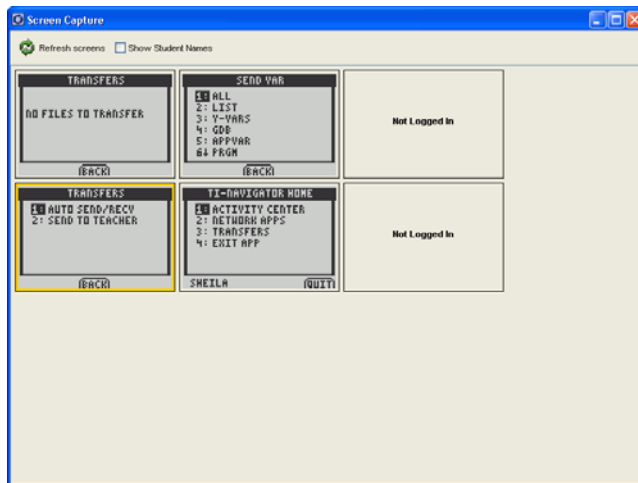 Screen Capture
Refresh screens Show Student Names
TRANSFERS
NO FILES TO TRANSFER
(BACK)
SEND VAR
1: ALL
2: LIST
3: Y-VARS
4: GDB
5: APPVAR
6↓ PRGM
(BACK)
Not Logged In
TRANSFERS
1: AUTO SEND/RECV
2: SEND TO TEACHER
(BACK)
TI-NAVIGATOR HOME
1: ACTIVITY CENTER
2: NETWORK APPS
3: TRANSFERS
4: EXIT APP
SHEILA (QUIT)
Not Logged In